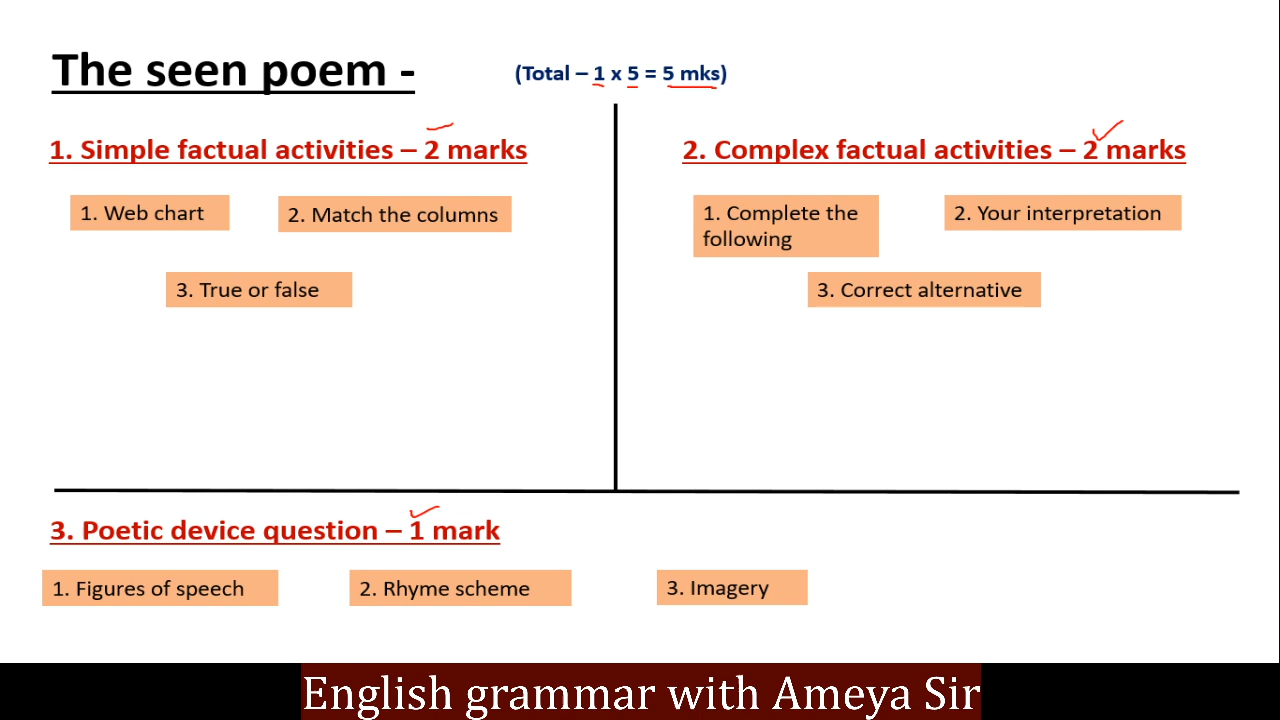 The seen poem -
(Total – 1 x 5 = 5 mks)
1. Simple factual activities – 2 marks
1. Web chart
2. Match the columns
3. True or false
2. Complex factual activities – 2 marks
1. Complete the
following
2. Your interpretation
3. Correct alternative
3. Poetic device question – 1 mark
1. Figures of speech
2. Rhyme scheme
3. Imagery
English grammar with Ameya Sir